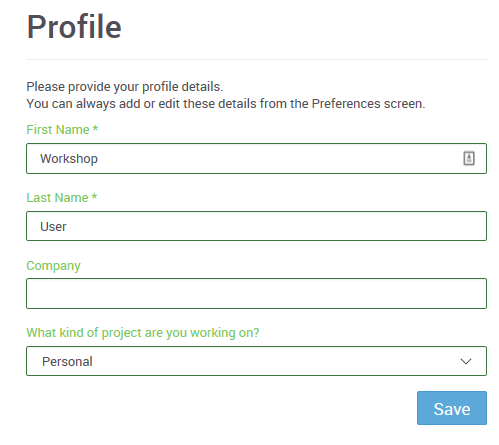 Profile
Please provide your profile details.
You can always add or edit these details from the Preferences screen.
First Name *
Workshop
Last Name *
User
Company
What kind of project are you working on?
Personal
Save